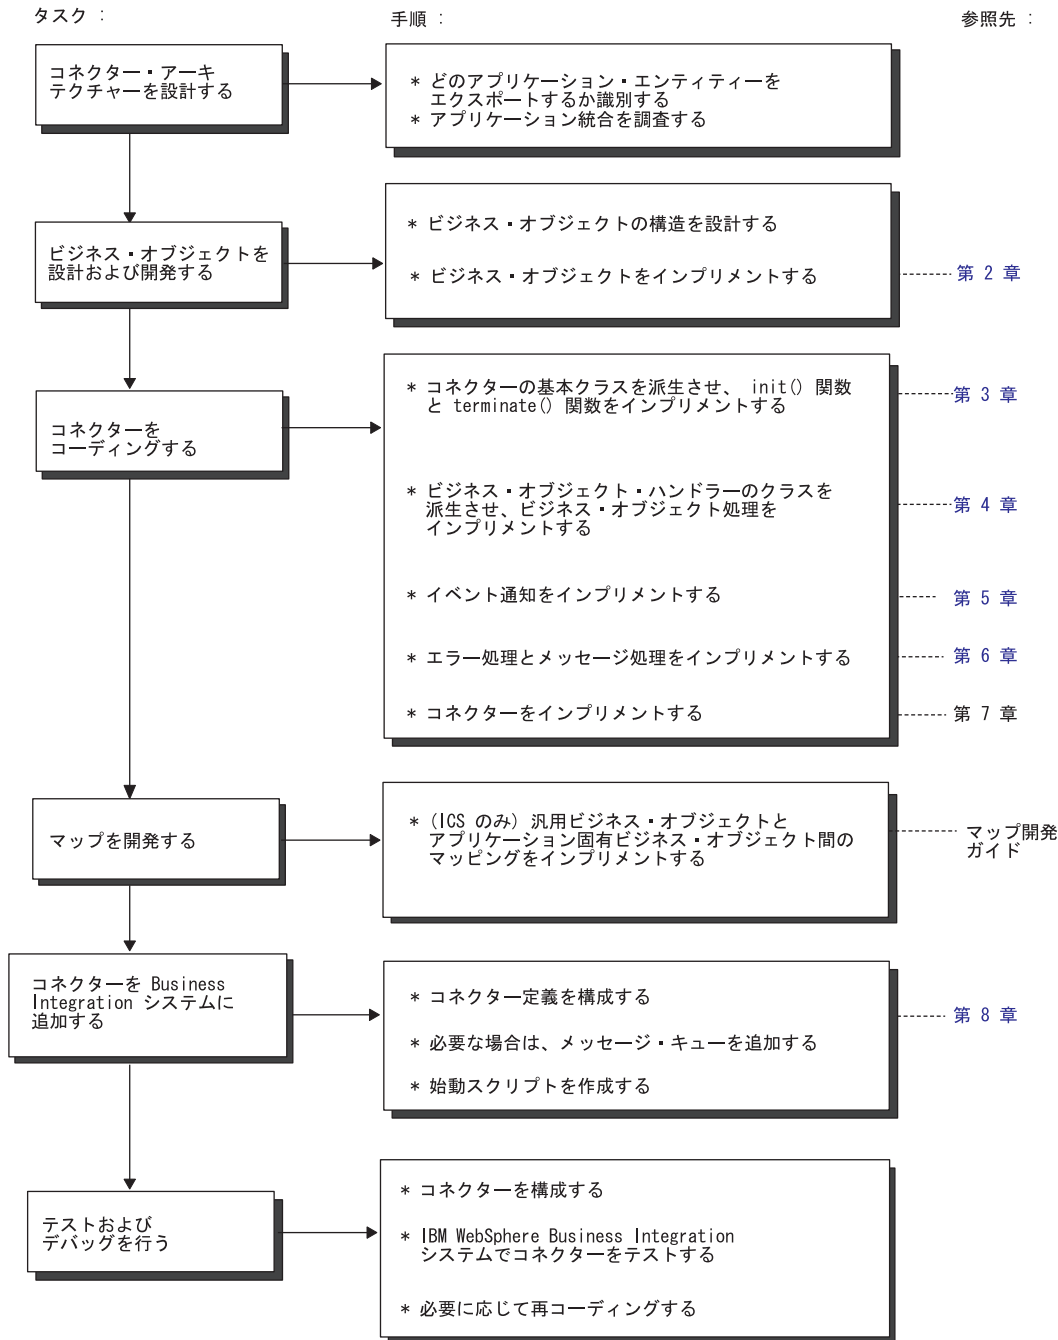 タスク :
手順 :
参照先 :
コネクター・アーキ
テクチャーを設計する
* どのアプリケーション・エンティティーを
エクスポートするか識別する
* アプリケーション統合を調査する
ビジネス・オブジェクトを
設計および開発する
* ビジネス・オブジェクトの構造を設計する
* ビジネス・オブジェクトをインプリメントする
第 2 章
コネクターを
コーディングする
* コネクターの基本クラスを派生させ、 init() 関数
と terminate() 関数をインプリメントする
第 3 章
* ビジネス・オブジェクト・ハンドラーのクラスを
派生させ、ビジネス・オブジェクト処理を
インプリメントする
第 4 章
* イベント通知をインプリメントする
第 5 章
* エラー処理とメッセージ処理をインプリメントする
第 6 章
* コネクターをインプリメントする
第 7 章
マップを開発する
* (ICS のみ) 汎用ビジネス・オブジェクトと
アプリケーション固有ビジネス・オブジェクト間の
マッピングをインプリメントする
マップ開発
ガイド
コネクターを Business
Integration システムに
追加する
* コネクター定義を構成する
第 8 章
* 必要な場合は、メッセージ・キューを追加する
* 始動スクリプトを作成する
テストおよび
デバッグを行う
* コネクターを構成する
* IBM WebSphere Business Integration
システムでコネクターをテストする
* 必要に応じて再コーディングする